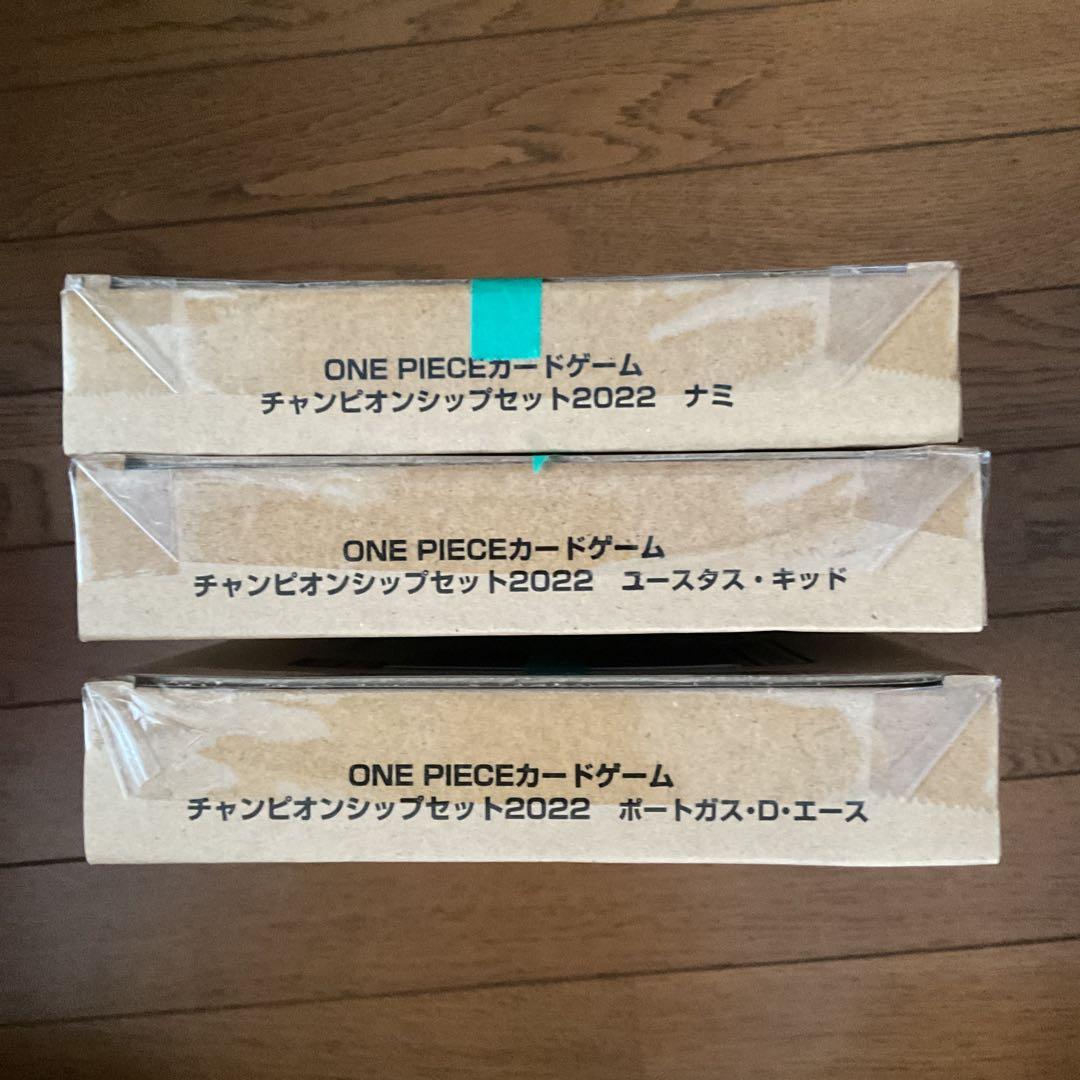 ONE PIECEカードゲーム
チャンピオンシップセット2022　ナミ
ONE PIECEカードゲーム
チャンピオンシップセット2022　ユースタス・キッド
ONE PIECEカードゲーム
チャンピオンシップセット2022　ポートガス・D・エース